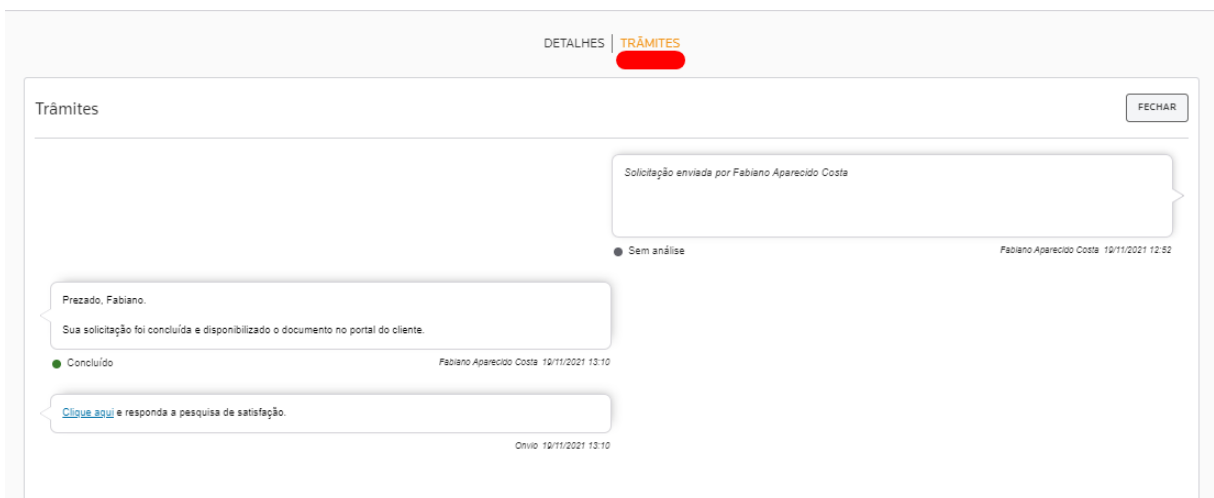 DETALHES | TRÂMITES
Trâmites
FECHAR
Solicitação enviada por Fabiano Aparecido Costa
Sem análise
Fabiano Aparecido Costa 19/11/2021 12:52
Prezado, Fabiano.
Sua solicitação foi concluída e disponibilizado o documento no portal do cliente.
Concluído
Fabiano Aparecido Costa 19/11/2021 13:10
Clique aqui e responda a pesquisa de satisfação.
Onvio 19/11/2021 13:10